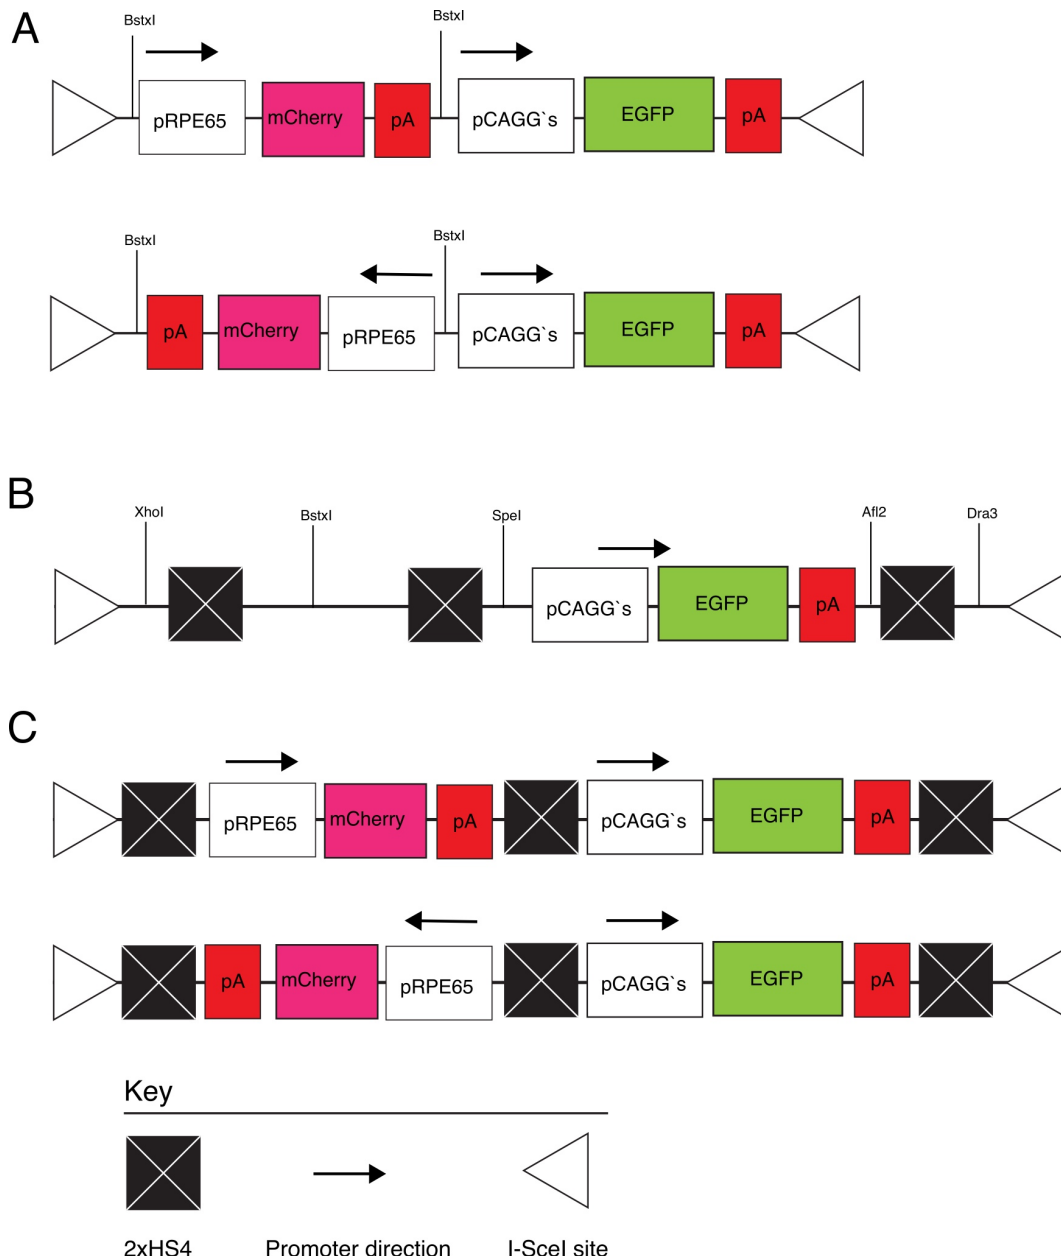 A
BstxI
BstxI
pRPE65
mCherry
pA
pCAGG`s
EGFP
pA
BstxI
BstxI
pA
mCherry
pRPE65
pCAGG`s
EGFP
pA
B
XhoI
BstxI
SpeI
Afl2
Dra3
pCAGG`s
EGFP
pA
C
pRPE65
mCherry
pA
pCAGG`s
EGFP
pA
pA
mCherry
pRPE65
pCAGG`s
EGFP
pA
Key
2xHS4
Promoter direction
I-SceI site